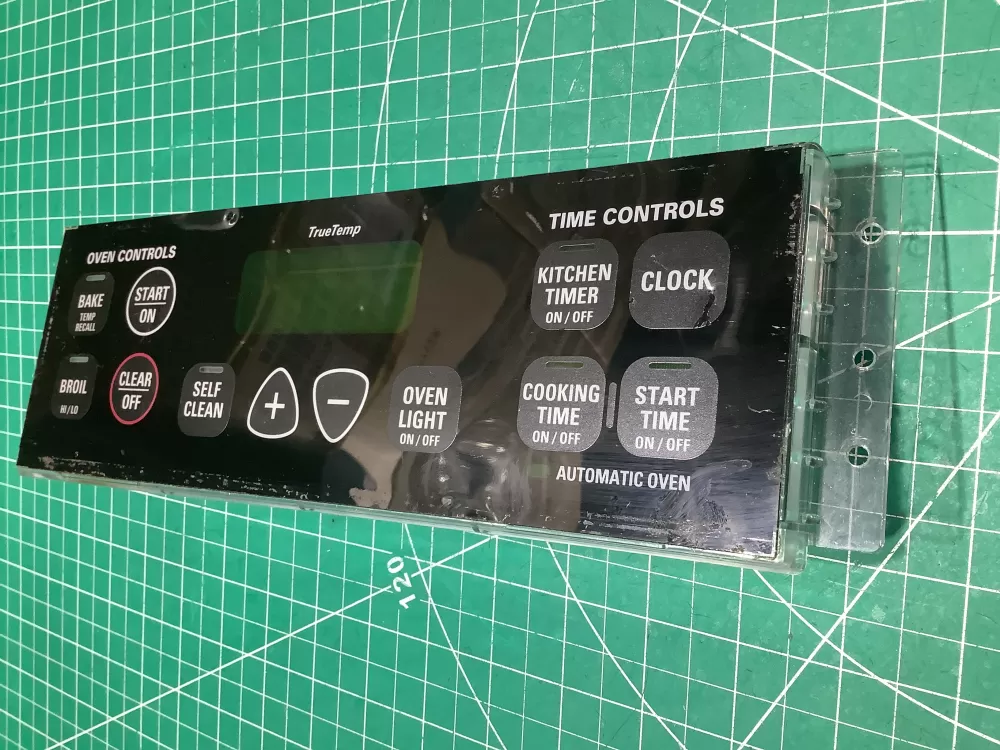 TrueTemp
OVEN CONTROLS
BAKE
TEMP
RECALL
START
ON
BROIL
HI / LO
CLEAR
OFF
SELF
CLEAN
+
−
OVEN
LIGHT
ON / OFF
TIME CONTROLS
KITCHEN
TIMER
ON / OFF
CLOCK
COOKING
TIME
ON / OFF
START
TIME
ON / OFF
AUTOMATIC OVEN
120